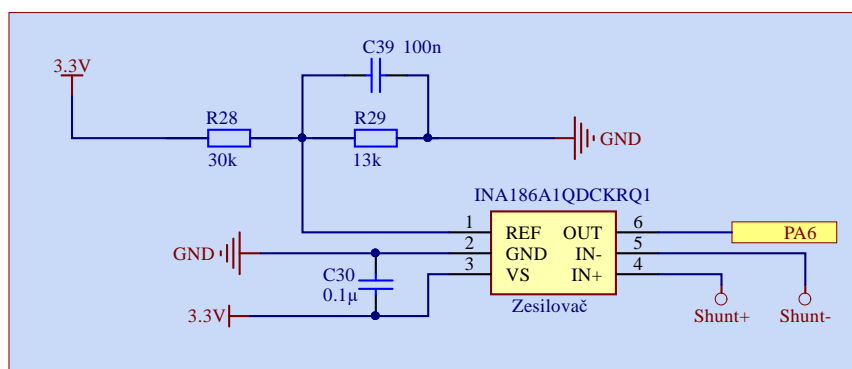 C39 100n
3.3V
R28
R29
30k
13k
GND
INA186A1QDCKRQ1
1 REF OUT 6
PA6
GND
2 GND IN- 5
3 VS IN+ 4
C30
0.1µ
3.3V
Zesilovač
Shunt+
Shunt-